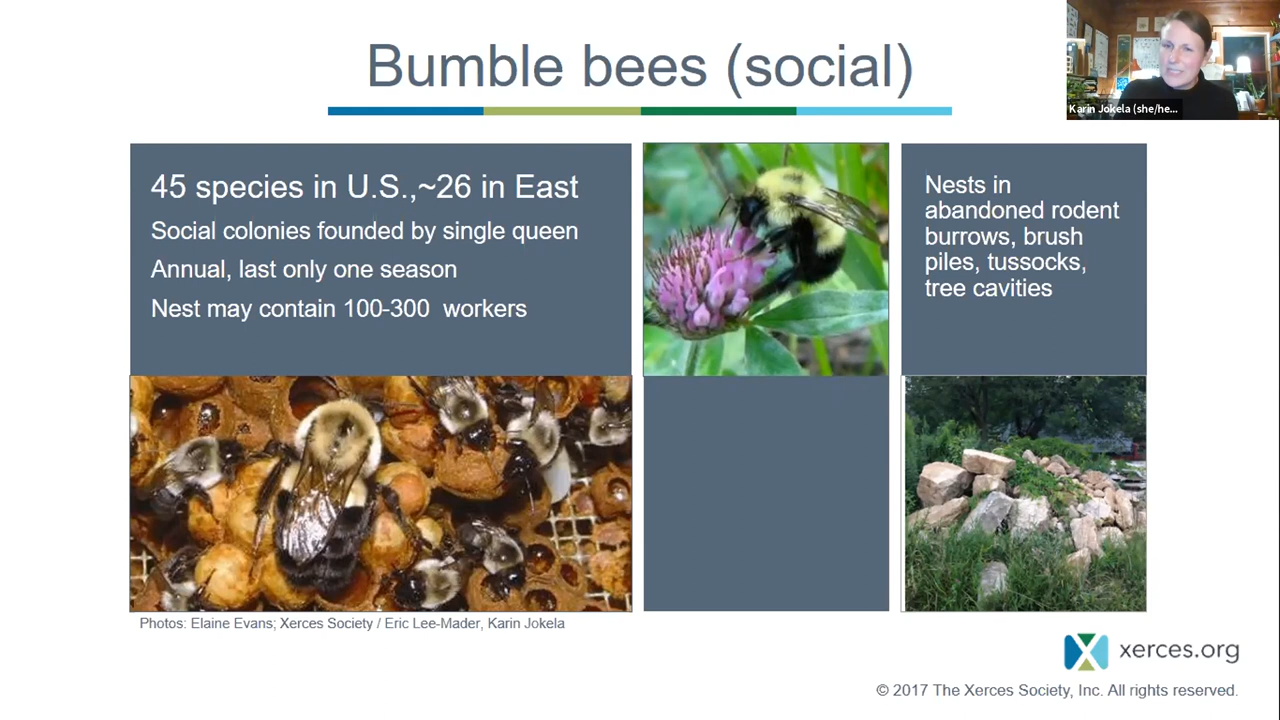 Bumble bees (social)
Karin Jokela (she/he...
45 species in U.S.,~26 in East
Social colonies founded by single queen
Annual, last only one season
Nest may contain 100-300 workers
Nests in
abandoned rodent
burrows, brush
piles, tussocks,
tree cavities
Photos: Elaine Evans; Xerces Society / Eric Lee-Mader, Karin Jokela
xerces.org
© 2017 The Xerces Society, Inc. All rights reserved.